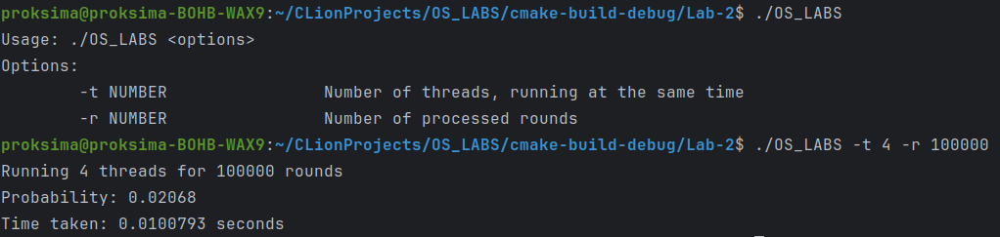 proksima@proksima-BOHB-WAX9:~/CLionProjects/OS_LABS/cmake-build-debug/Lab-2$ ./OS_LABS
Usage: ./OS_LABS <options>
Options:
        -t NUMBER                Number of threads, running at the same time
        -r NUMBER                Number of processed rounds
proksima@proksima-BOHB-WAX9:~/CLionProjects/OS_LABS/cmake-build-debug/Lab-2$ ./OS_LABS -t 4 -r 100000
Running 4 threads for 100000 rounds
Probability: 0.02068
Time taken: 0.0100793 seconds